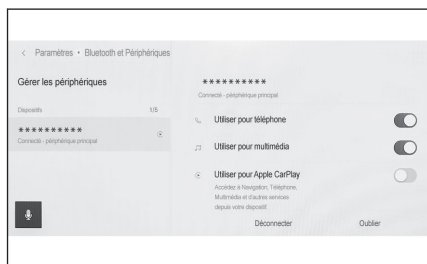 < Paramètres • Bluetooth et Périphériques
Gérer les périphériques
Dispositifs 1/5
**********
Connecté - périphérique principal
**********
Connecté - périphérique principal
Utiliser pour téléphone
Utiliser pour multimédia
Utiliser pour Apple CarPlay
Accédez à Navigation, Téléphone,
Multimédia et d'autres services
depuis votre dispositif
Déconnecter Oublier